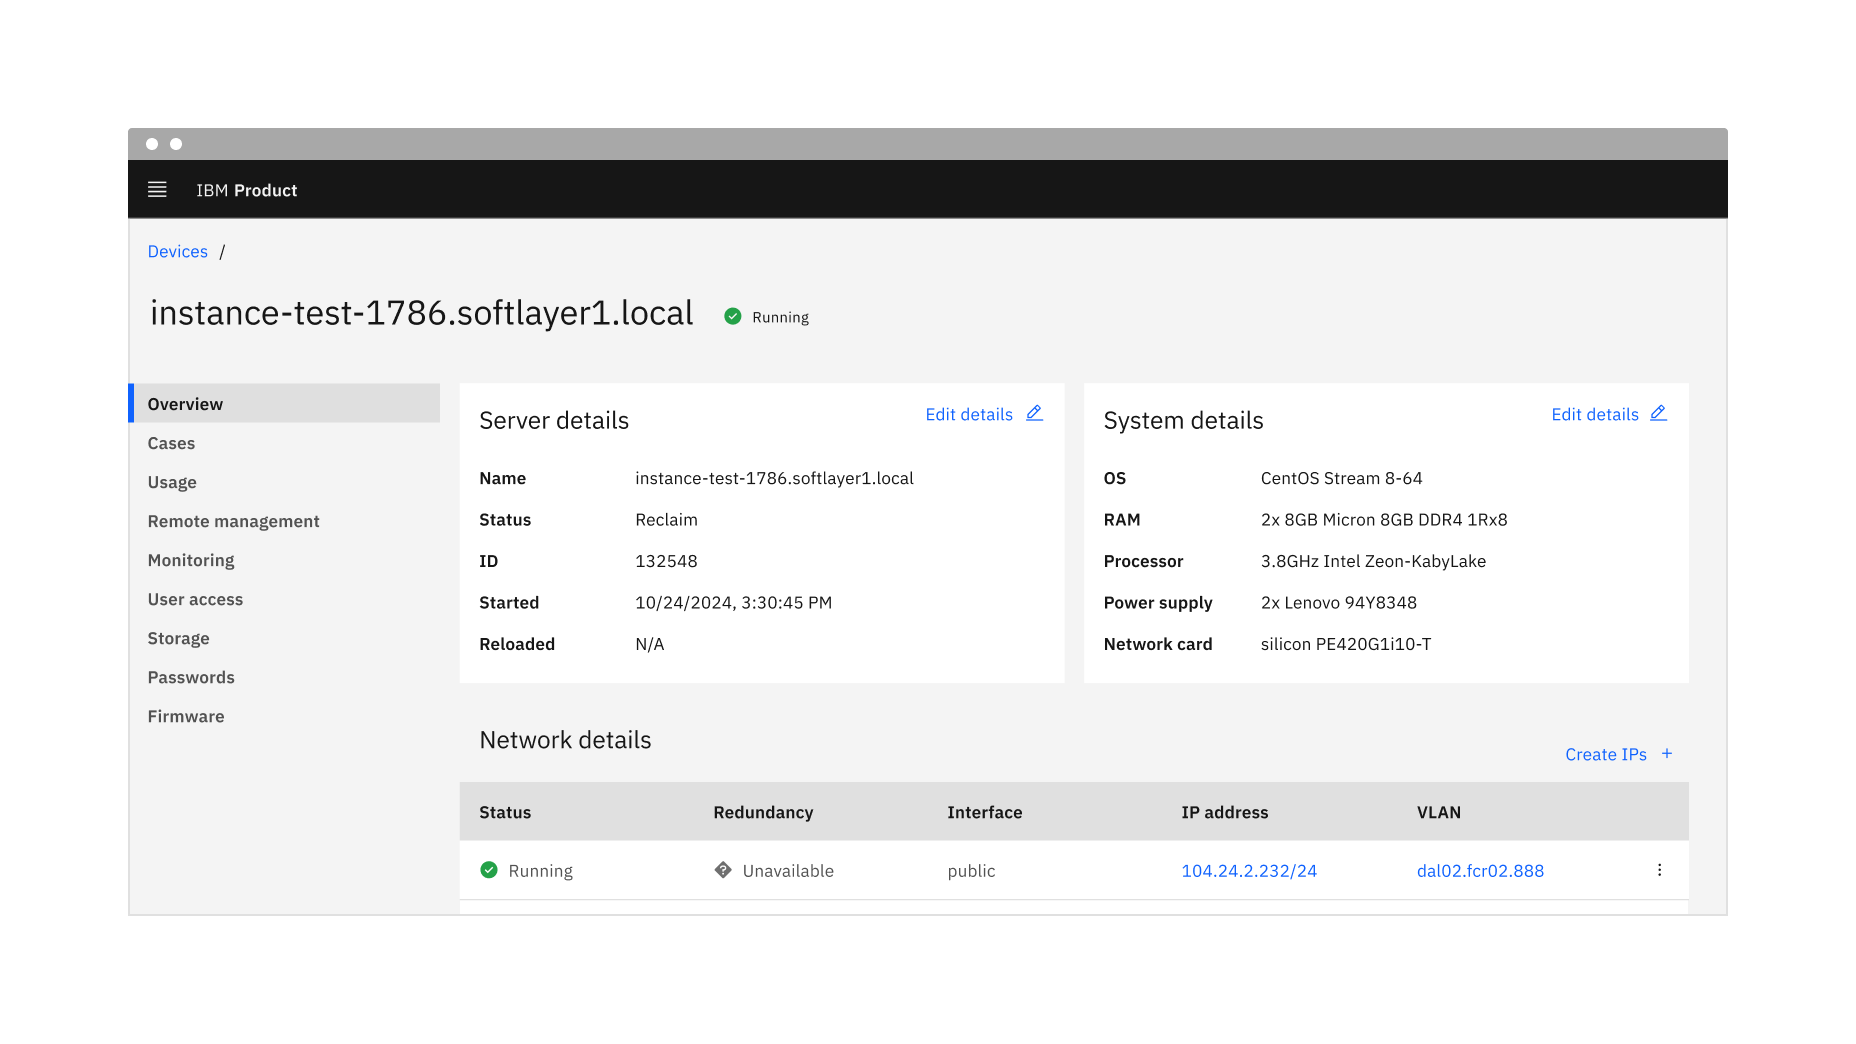 IBM Product
Devices /
instance-test-1786.softlayer1.local Running
Overview
Cases
Usage
Remote management
Monitoring
User access
Storage
Passwords
Firmware
Server details Edit details
Name instance-test-1786.softlayer1.local
Status Reclaim
ID 132548
Started 10/24/2024, 3:30:45 PM
Reloaded N/A
System details Edit details
OS CentOS Stream 8-64
RAM 2x 8GB Micron 8GB DDR4 1Rx8
Processor 3.8GHz Intel Zeon-KabyLake
Power supply 2x Lenovo 94Y8348
Network card silicon PE420G1i10-T
Network details
Create IPs +
Status Redundancy Interface IP address VLAN
Running Unavailable public 104.24.2.232/24 dal02.fcr02.888